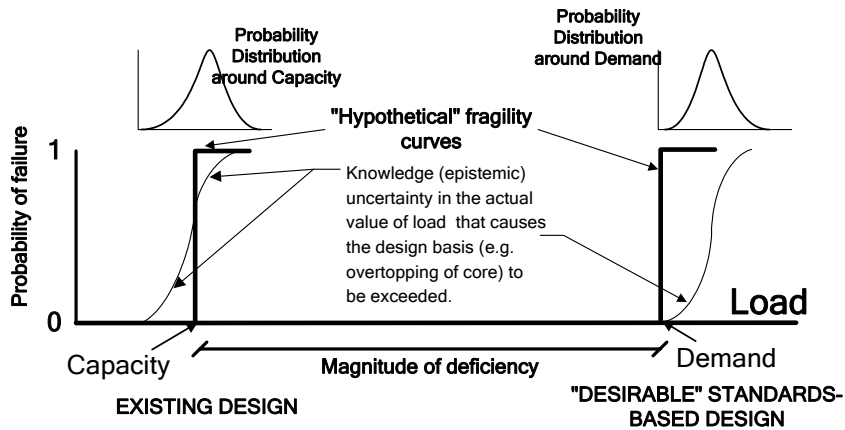 Probability
Distribution
around Capacity
Probability
Distribution
around Demand
"Hypothetical" fragility
curves
Probability of failure
1
Knowledge (epistemic)
uncertainty in the actual
value of load that causes
the design basis (e.g.
overtopping of core) to
be exceeded.
0
Load
Capacity
Magnitude of deficiency
Demand
EXISTING DESIGN
"DESIRABLE" STANDARDS-
BASED DESIGN